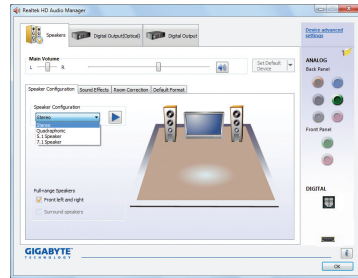 Realtek HD Audio Manager
Speakers
Digital Output(Optical)
Digital Output
Device advanced settings
Main Volume
L
R
Set Default Device
ANALOG
Back Panel
Speaker Configuration
Sound Effects
Room Correction
Default Format
Speaker Configuration
Stereo
Stereo
Quadraphonic
5.1 Speaker
7.1 Speaker
Front Panel
Full-range Speakers
Front left and right
Surround speakers
DIGITAL
GIGABYTE
TECHNOLOGY
OK